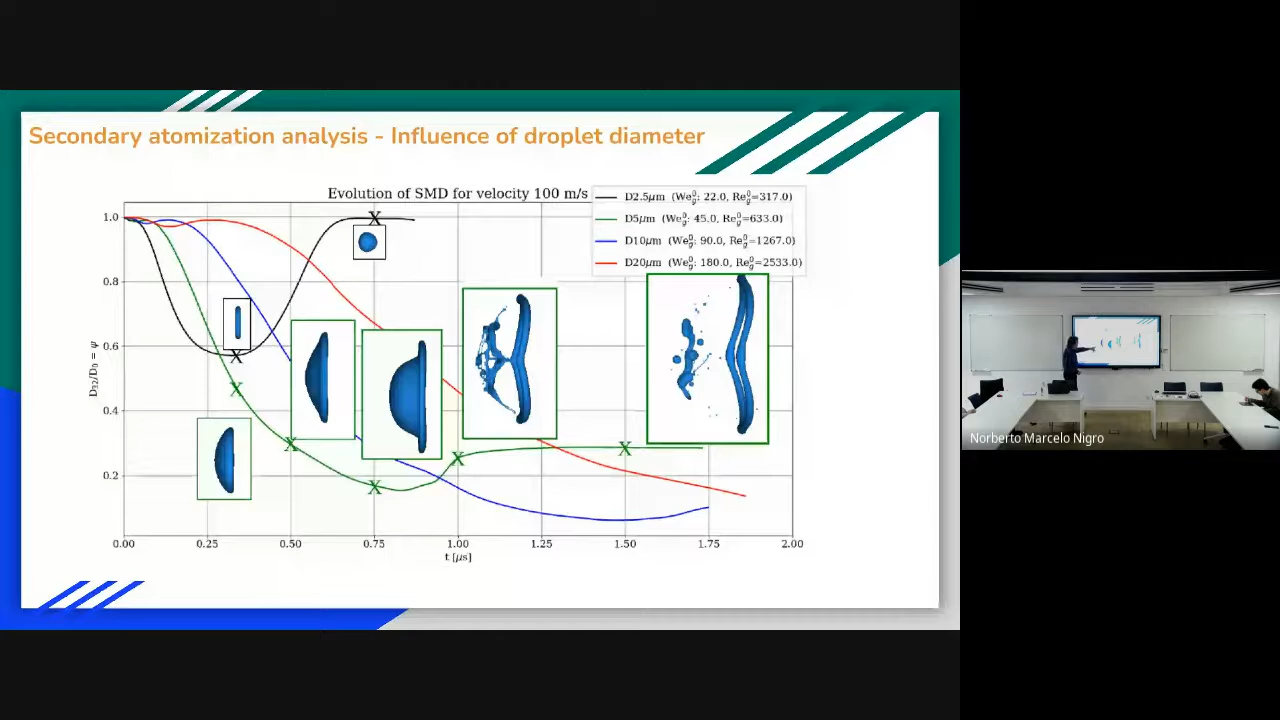 Secondary atomization analysis - Influence of droplet diameter
Evolution of SMD for velocity 100 m/s
D2.5μm (We⁰g: 22.0, Re⁰g=317.0)
D5μm (We⁰g: 45.0, Re⁰g=633.0)
D10μm (We⁰g: 90.0, Re⁰g=1267.0)
D20μm (We⁰g: 180.0, Re⁰g=2533.0)
1.0
0.8
0.6
0.4
0.2
D₃₂/D₀ = ψ
X
X
X
X
X
X
X
0.00 0.25 0.50 0.75 1.00 1.25 1.50 1.75 2.00
t [μs]
Norberto Marcelo Nigro